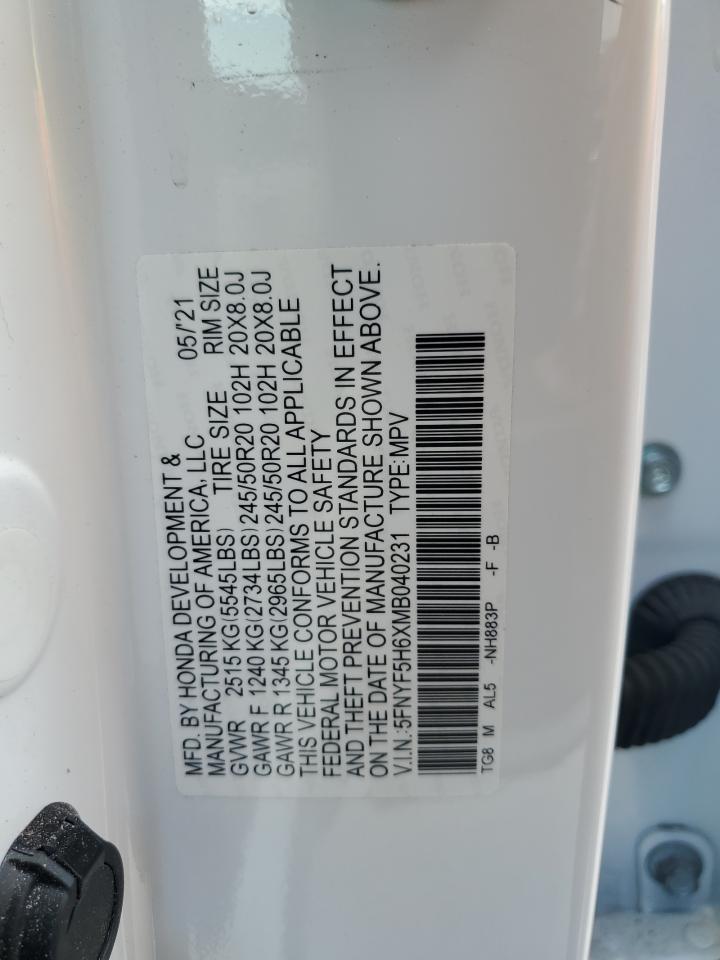 MFD. BY HONDA DEVELOPMENT &
MANUFACTURING OF AMERICA, LLC 05/'21
GVWR 2515 KG(5545LBS) TIRE SIZE RIM SIZE
GAWR F 1240 KG(2734LBS)245/50R20 102H 20X8.0J
GAWR R 1345 KG(2965LBS)245/50R20 102H 20X8.0J
THIS VEHICLE CONFORMS TO ALL APPLICABLE
FEDERAL MOTOR VEHICLE SAFETY
AND THEFT PREVENTION STANDARDS IN EFFECT
ON THE DATE OF MANUFACTURE SHOWN ABOVE.
V.I.N.:5FNYF5H6XMB040231 TYPE:MPV
TG8 M AL5 -NH883P -F -B